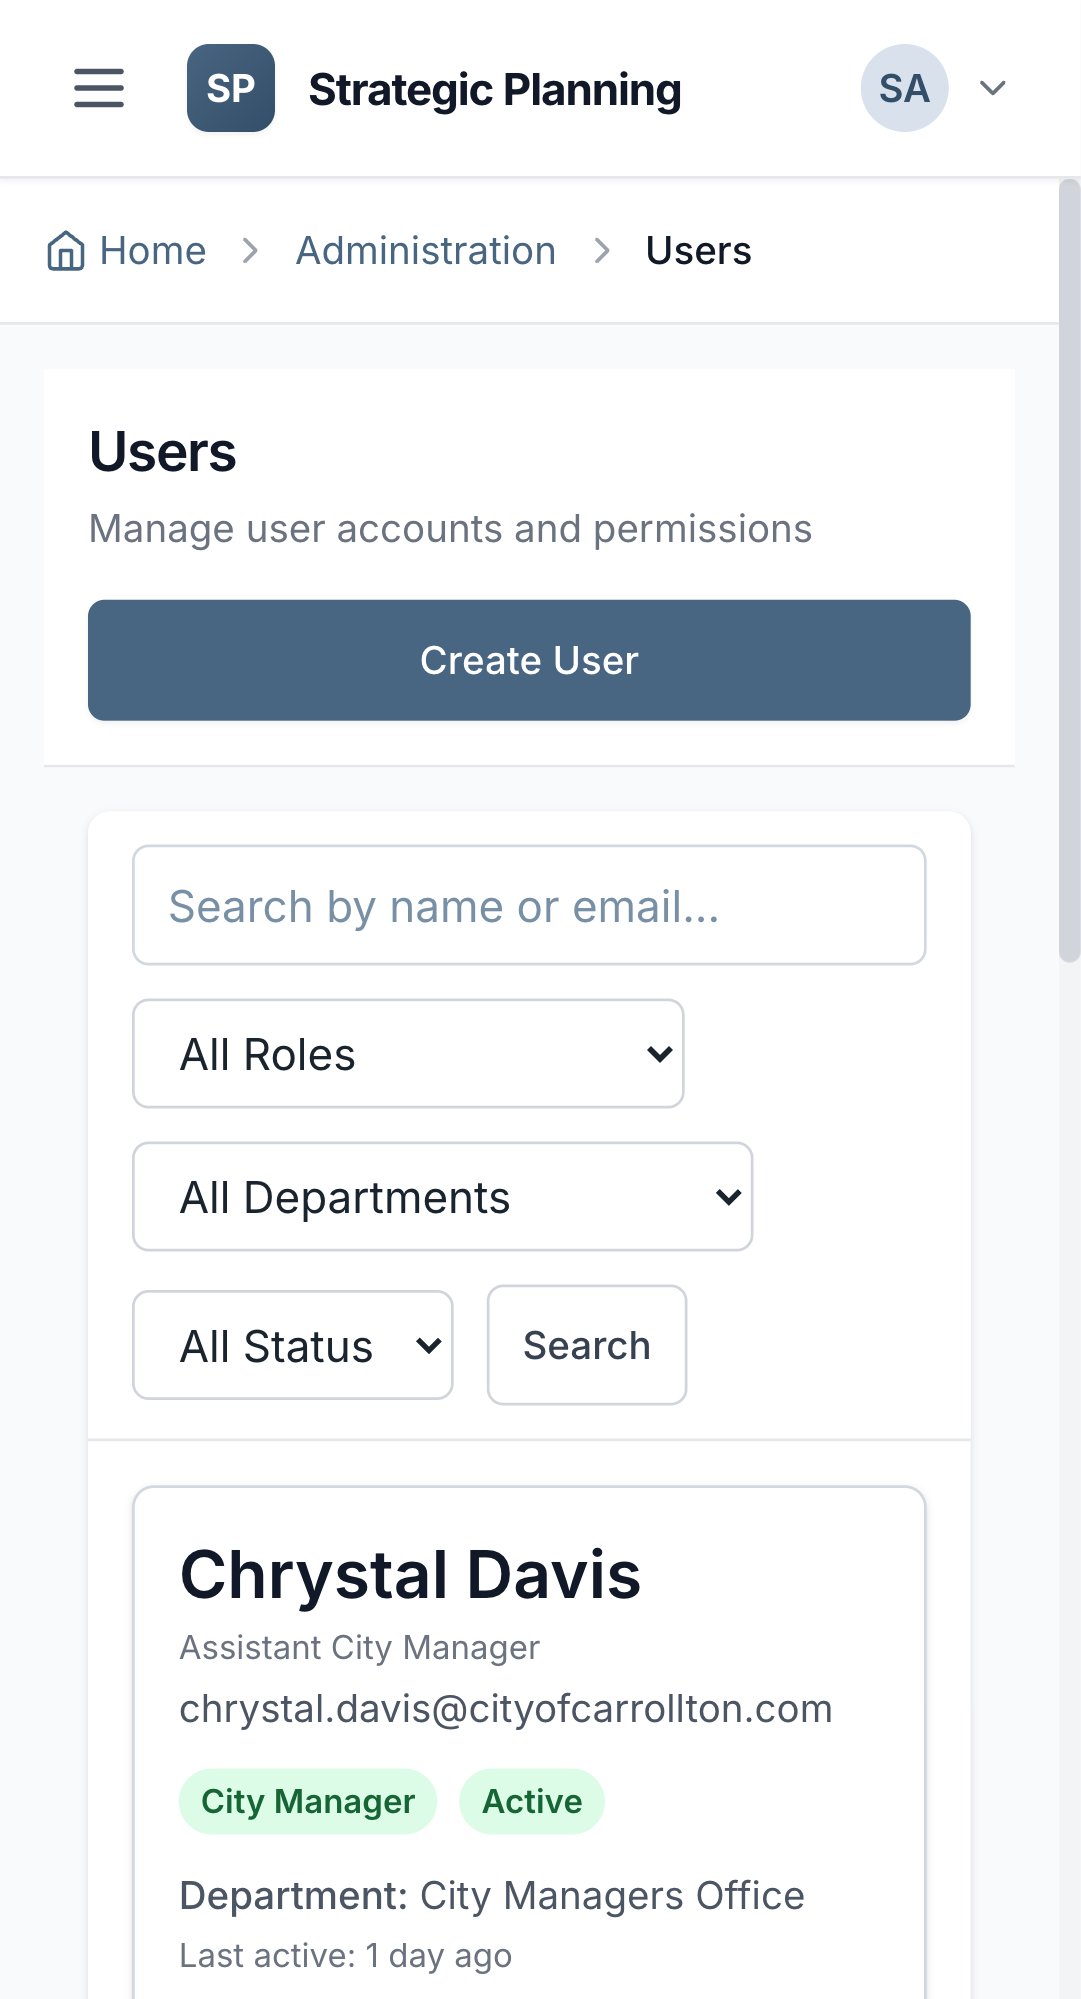 SP Strategic Planning SA
Home > Administration > Users
Users
Manage user accounts and permissions
Create User
Search by name or email...
All Roles
All Departments
All Status Search
Chrystal Davis
Assistant City Manager
chrystal.davis@cityofcarrollton.com
City Manager Active
Department: City Managers Office
Last active: 1 day ago